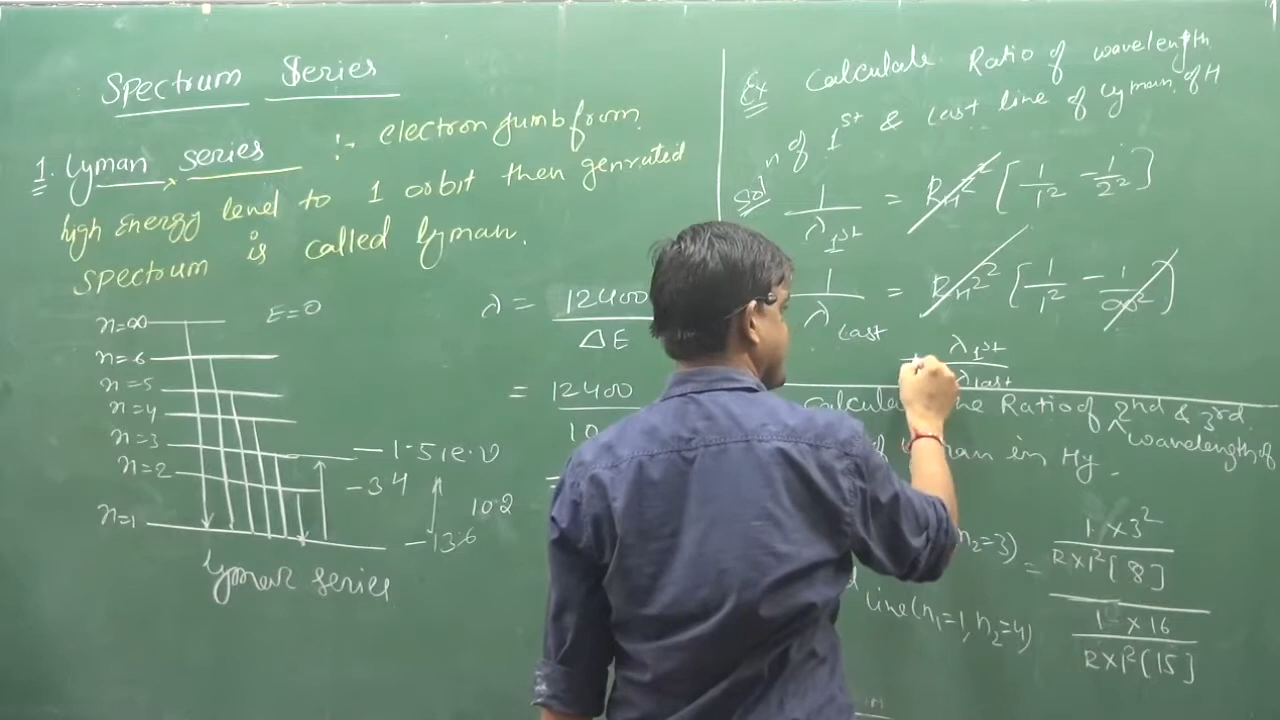 Spectrum Series
1. Lyman series :- electron Jumb from
high Energy level to 1 orbit then genrated
spectrum is called lyman.
n=∞ E=0
n=6
n=5
n=4
n=3 -1.51e.v
n=2 -3.4
n=1 -13.6
10.2
lyman series
λ = 12400
ΔE
= 12400
10
Ex Calculate Ratio of wavelength
n of 1st & last line of lyman of H
Sol
1/λ1st = RH Z² [1/1² - 1/2²]
1/λlast = RH Z² [1/1² - 1/∞²]
λ1st
λlast
Ratio of 2nd & 3rd
wavelength of
in Hy.
n2=3) = 1×3²
R×1²[8]
line(n1=1, n2=4) 1×16
R×1²(15]